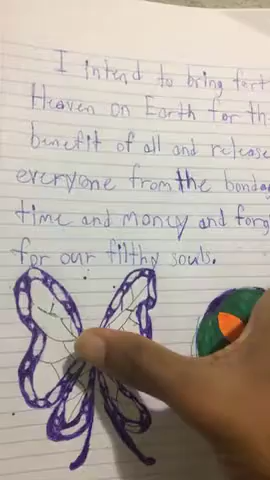 I intend to bring fort
Heaven on Earth for th
benefit of all and release
everyone from the bondag
time and money and forg
for our filthy souls.